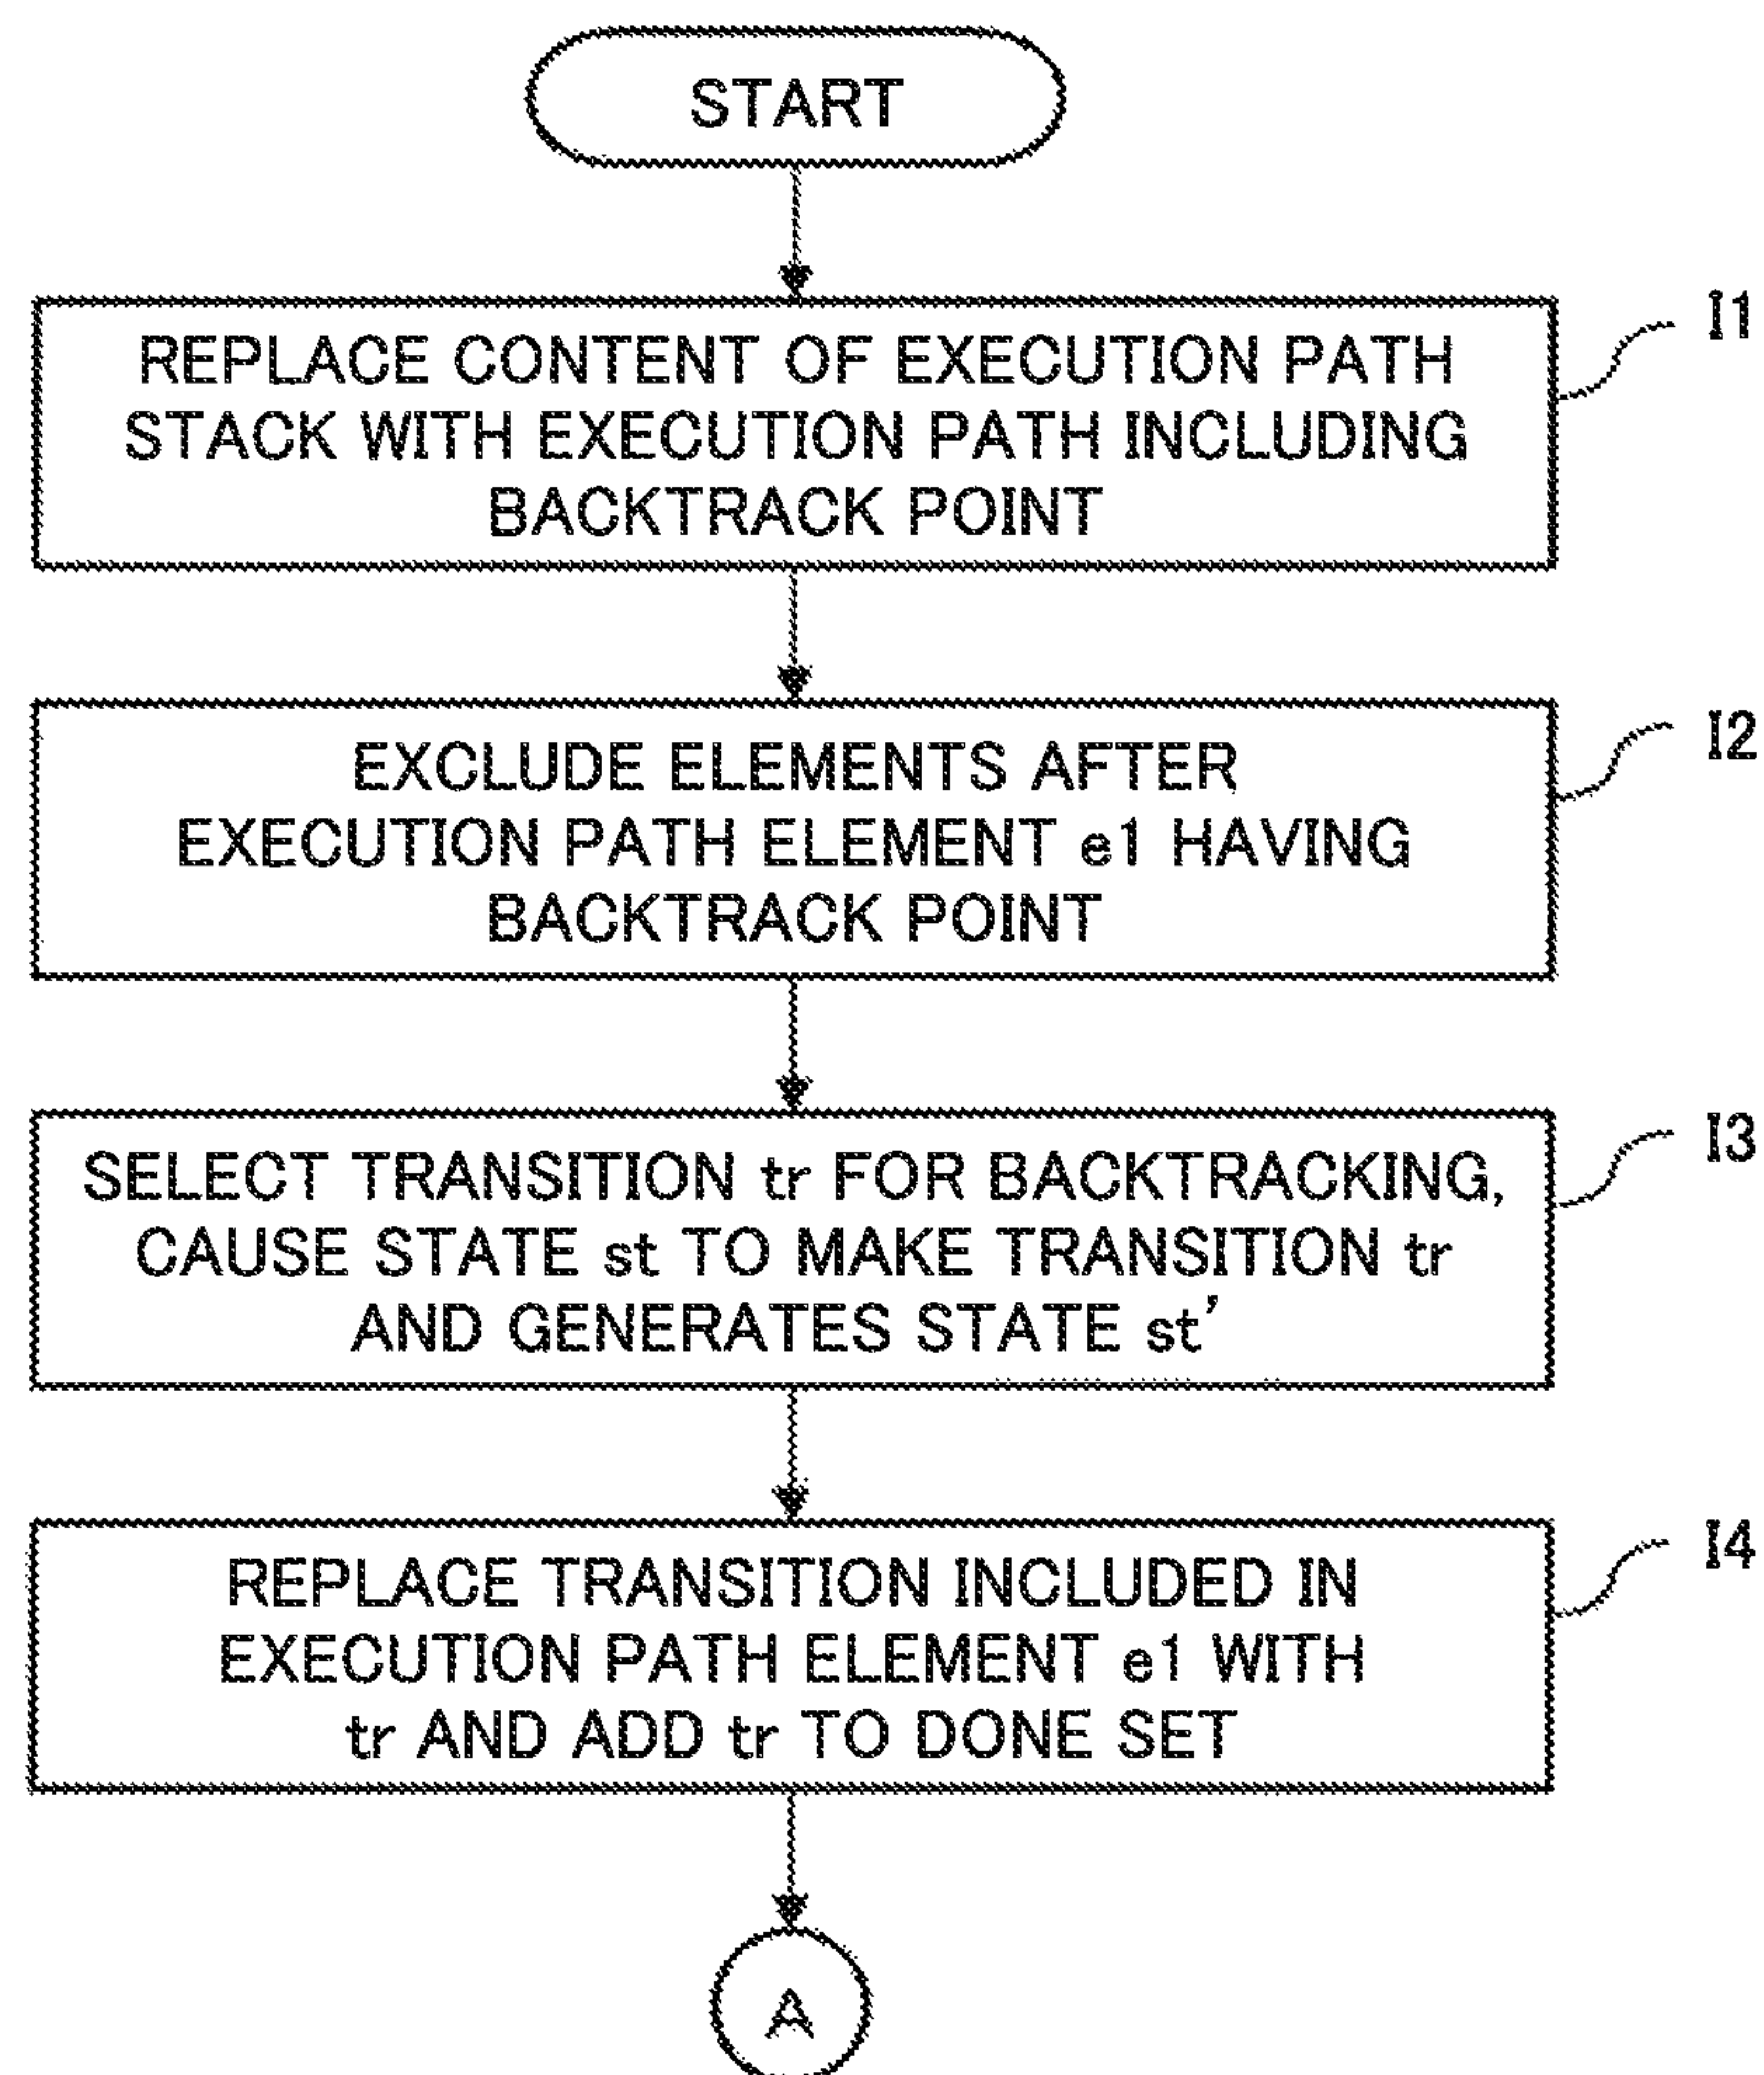 START
I1
REPLACE CONTENT OF EXECUTION PATH
STACK WITH EXECUTION PATH INCLUDING
BACKTRACK POINT
I2
EXCLUDE ELEMENTS AFTER
EXECUTION PATH ELEMENT e1 HAVING
BACKTRACK POINT
I3
SELECT TRANSITION tr FOR BACKTRACKING,
CAUSE STATE st TO MAKE TRANSITION tr
AND GENERATES STATE st’
I4
REPLACE TRANSITION INCLUDED IN
EXECUTION PATH ELEMENT e1 WITH
tr AND ADD tr TO DONE SET
A